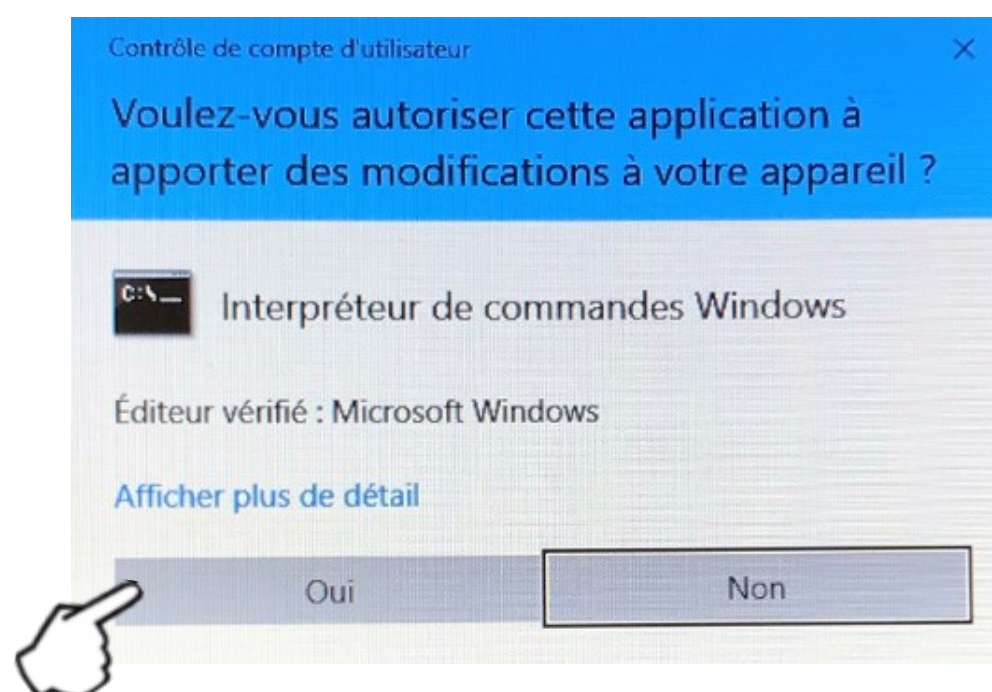 Contrôle de compte d'utilisateur
Voulez-vous autoriser cette application à
apporter des modifications à votre appareil ?
C:\_
Interpréteur de commandes Windows
Éditeur vérifié : Microsoft Windows
Afficher plus de détail
Oui
Non